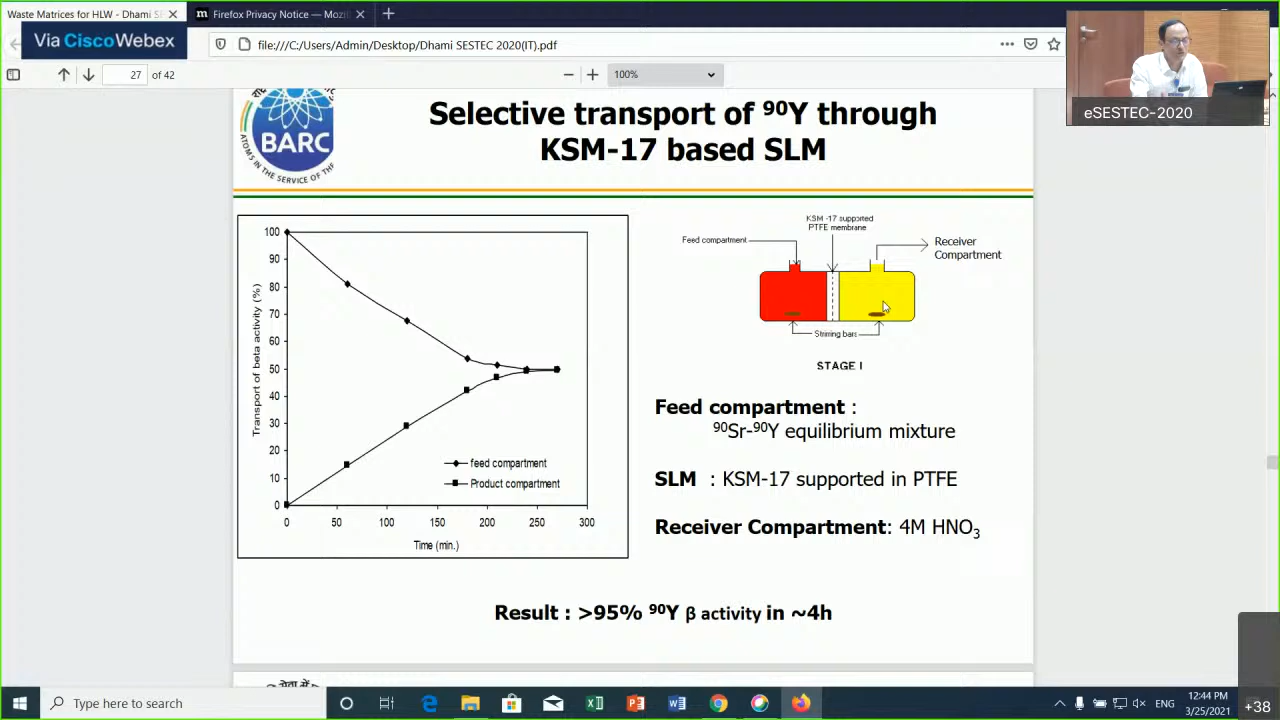 Waste Matrices for HLW - Dhami SE
Firefox Privacy Notice — Mozil
Via CiscoWebex
file:///C:/Users/Admin/Desktop/Dhami SESTEC 2020(IT).pdf
27 of 42
100%
eSESTEC-2020
BARC
ATOMS IN THE SERVICE OF THE
Selective transport of ⁹⁰Y through
KSM-17 based SLM
Transport of beta activity (%)
100
90
80
70
60
50
40
30
20
10
0
0 50 100 150 200 250 300
Time (min.)
feed compartment
Product compartment
KSM -17 supported
PTFE membrane
Feed compartment
Receiver
Compartment
Stirring bars
STAGE I
Feed compartment :
⁹⁰Sr-⁹⁰Y equilibrium mixture
SLM : KSM-17 supported in PTFE
Receiver Compartment: 4M HNO₃
Result : >95% ⁹⁰Y β activity in ~4h
Type here to search
ENG
12:44 PM
3/25/2021
+38